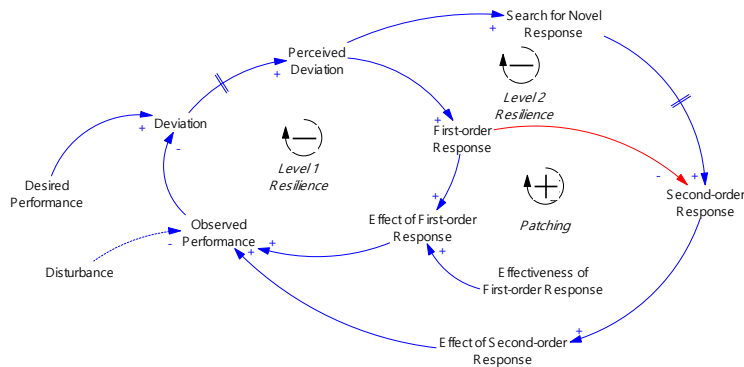 Search for Novel
Response
+
Perceived
Deviation
+
Level 2
Resilience
+
Deviation
+
-
First-order
Response
Level 1
Resilience
-
+
Second-order
Response
Desired
Performance
+
Patching
Observed
Performance
Effect of First-order
Response
-
+
+
+
Disturbance
Effectiveness of
First-order Response
+
Effect of Second-order
Response